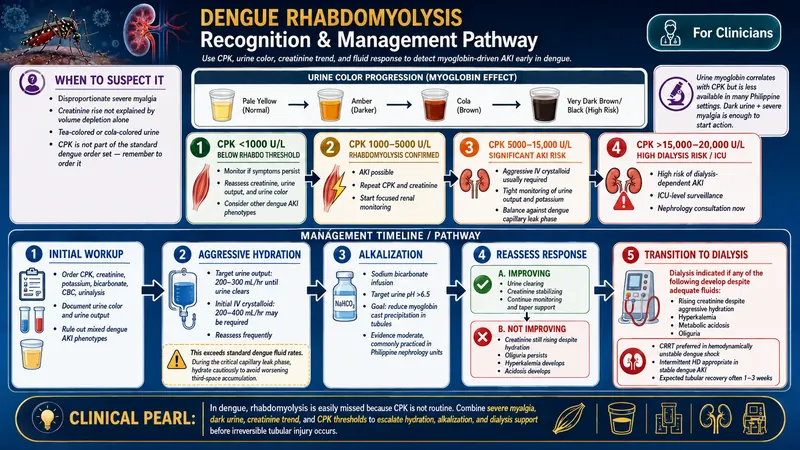 DENGUE RHABDOMYOLYSIS
Recognition & Management Pathway
Use CPK, urine color, creatinine trend, and fluid response to detect myoglobin-driven AKI early in dengue.
For Clinicians
WHEN TO SUSPECT IT
• Disproportionate severe myalgia
• Creatinine rise not explained by
volume depletion alone
• Tea-colored or cola-colored urine
• CPK is not part of the standard
dengue order set — remember to
order it
URINE COLOR PROGRESSION (MYOGLOBIN EFFECT)
Pale Yellow
(Normal)
Amber
(Darker)
Cola
(Brown)
Very Dark Brown/
Black (High Risk)
Urine myoglobin correlates
with CPK but is less
available in many Philippine
settings. Dark urine + severe
myalgia is enough to
start action.
1
CPK <1000 U/L
BELOW RHABDO THRESHOLD
• Monitor if symptoms persist
• Reassess creatinine, urine
output, and urine color
• Consider other dengue AKI
phenotypes
2
CPK 1000–5000 U/L
RHABDOMYOLYSIS CONFIRMED
• AKI possible
• Repeat CPK and creatinine
• Start focused renal
monitoring
3
CPK 5000–15,000 U/L
SIGNIFICANT AKI RISK
• Aggressive IV crystalloid
usually required
• Tight monitoring of urine
output and potassium
• Balance against dengue
capillary leak phase
4
CPK >15,000–20,000 U/L
HIGH DIALYSIS RISK / ICU
• High risk of dialysis-
dependent AKI
• ICU-level surveillance
• Nephrology consultation now
MANAGEMENT TIMELINE / PATHWAY
1
INITIAL WORKUP
• Order CPK, creatinine,
potassium, bicarbonate,
CBC, urinalysis
• Document urine color
and urine output
• Rule out mixed dengue
AKI phenotypes
2
AGGRESSIVE HYDRATION
• Target urine output:
200–300 mL/hr until
urine clears
• Initial IV crystalloid:
200–400 mL/hr may
be required
• Reassess frequently
This exceeds standard dengue fluid rates.
During the critical capillary leak phase,
hydrate cautiously to avoid worsening
third-space accumulation.
3
ALKALIZATION
NaHCO₃
• Sodium bicarbonate
infusion
• Target urine pH >6.5
• Goal: reduce myoglobin
cast precipitation in
tubules
• Evidence moderate,
commonly practiced in
Philippine nephrology units
4
REASSESS RESPONSE
A. IMPROVING
• Urine clearing
• Creatinine stabilizing
• Continue monitoring
and taper support
B. NOT IMPROVING
• Creatinine still rising despite
hydration
• Oliguria persists
• Hyperkalemia develops
• Acidosis develops
5
TRANSITION TO DIALYSIS
Dialysis indicated if any of the
following develop despite
adequate fluids:
• Rising creatinine despite
aggressive hydration
• Hyperkalemia
• Metabolic acidosis
• Oliguria
• CRRT preferred in hemodynamically
unstable dengue shock
• Intermittent HD appropriate in
stable dengue AKI
• Expected tubular recovery often 1–3 weeks
CLINICAL PEARL:
In dengue, rhabdomyolysis is easily missed because CPK is not routine. Combine severe myalgia,
dark urine, creatinine trend, and CPK thresholds to escalate hydration, alkalization, and dialysis support
before irreversible tubular injury occurs.